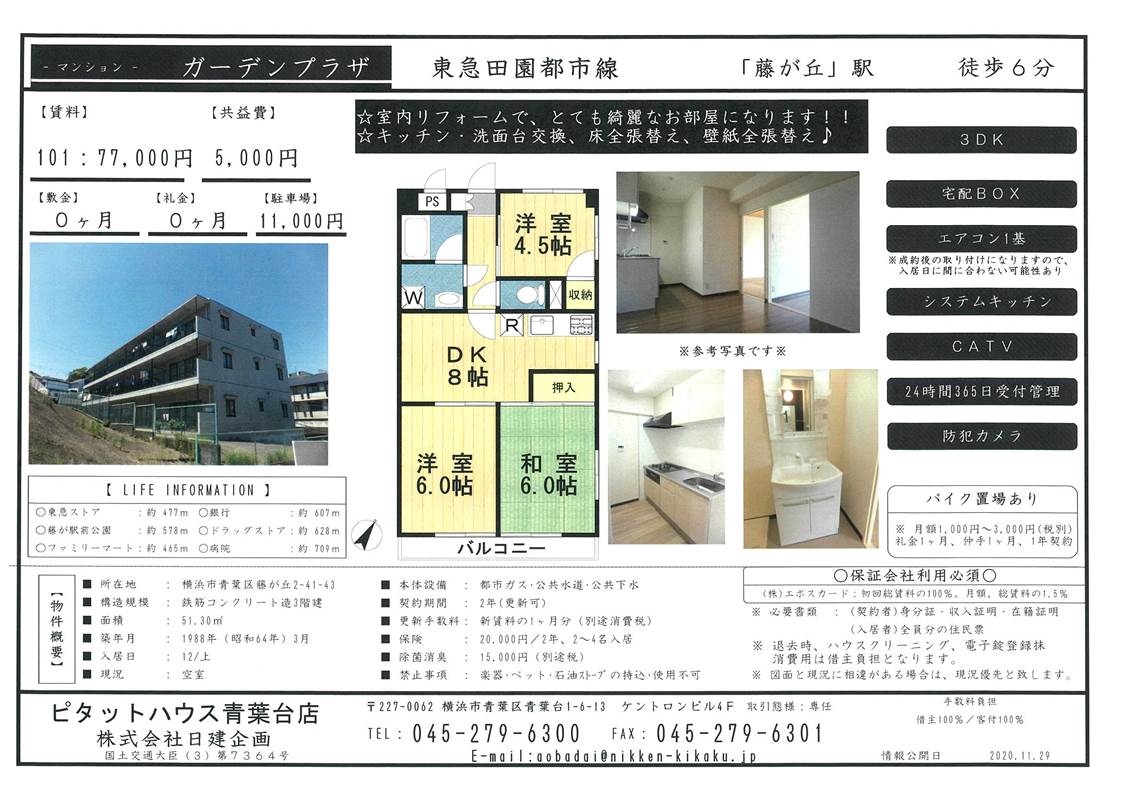 - マンション - ガーデンプラザ 東急田園都市線 「藤が丘」駅 徒歩6分
【賃料】 【共益費】
101：77,000円 5,000円
【敷金】 【礼金】 【駐車場】
0ヶ月 0ヶ月 11,000円
☆室内リフォームで、とても綺麗なお部屋になります！！
☆キッチン・洗面台交換、床全張替え、壁紙全張替え♪
PS
洋室
4.5帖
W
収納
R
DK
8帖
押入
洋室
6.0帖
和室
6.0帖
バルコニー
※参考写真です※
3DK
宅配BOX
エアコン1基
※成約後の取り付けになりますので、
入居日に間に合わない可能性あり
システムキッチン
CATV
24時間365日受付管理
防犯カメラ
バイク置場あり
※ 月額1,000円～3,000円(税別)
礼金1ヶ月、仲手1ヶ月、1年契約
【 LIFE INFORMATION 】
○東急ストア ：約 477m ○銀行 ：約 607m
○藤が駅前公園 ：約 578m ○ドラッグストア：約 628m
○ファミリーマート：約 465m ○病院 ：約 709m
【物件概要】
■ 所在地 ： 横浜市青葉区藤が丘2-41-43
■ 構造規模 ： 鉄筋コンクリート造3階建
■ 面積 ： 51.30㎡
■ 築年月 ： 1988年（昭和64年）3月
■ 入居日 ： 12/上
■ 現況 ： 空室
■ 本体設備 ： 都市ガス・公共水道・公共下水
■ 契約期間 ： 2年(更新可)
■ 更新手数料： 新賃料の1ヶ月分（別途消費税）
■ 保険 ： 20,000円/2年、2～4名入居
■ 除菌消臭 ： 15,000円（別途税）
■ 禁止事項 ： 楽器・ペット・石油ストーブの持込・使用不可
○保証会社利用必須○
(株)エポスカード：初回総賃料の100%。月額、総賃料の1.5%
※ 必要書類 ：（契約者)身分証・収入証明・在籍証明
(入居者)全員分の住民票
※ 退去時、ハウスクリーニング、電子錠登録抹
消費用は借主負担となります。
※ 図面と現況に相違がある場合は、現況優先と致します。
ピタットハウス青葉台店
株式会社日建企画
国土交通大臣（3）第7364号
〒227-0062 横浜市青葉区青葉台1-6-13 ケントロンビル4F 取引態様：専任
TEL：045-279-6300 FAX：045-279-6301
E-mail:aobadai@nikken-kikaku.jp
手数料負担
借主100%／客付100%
情報公開日 2020.11.29